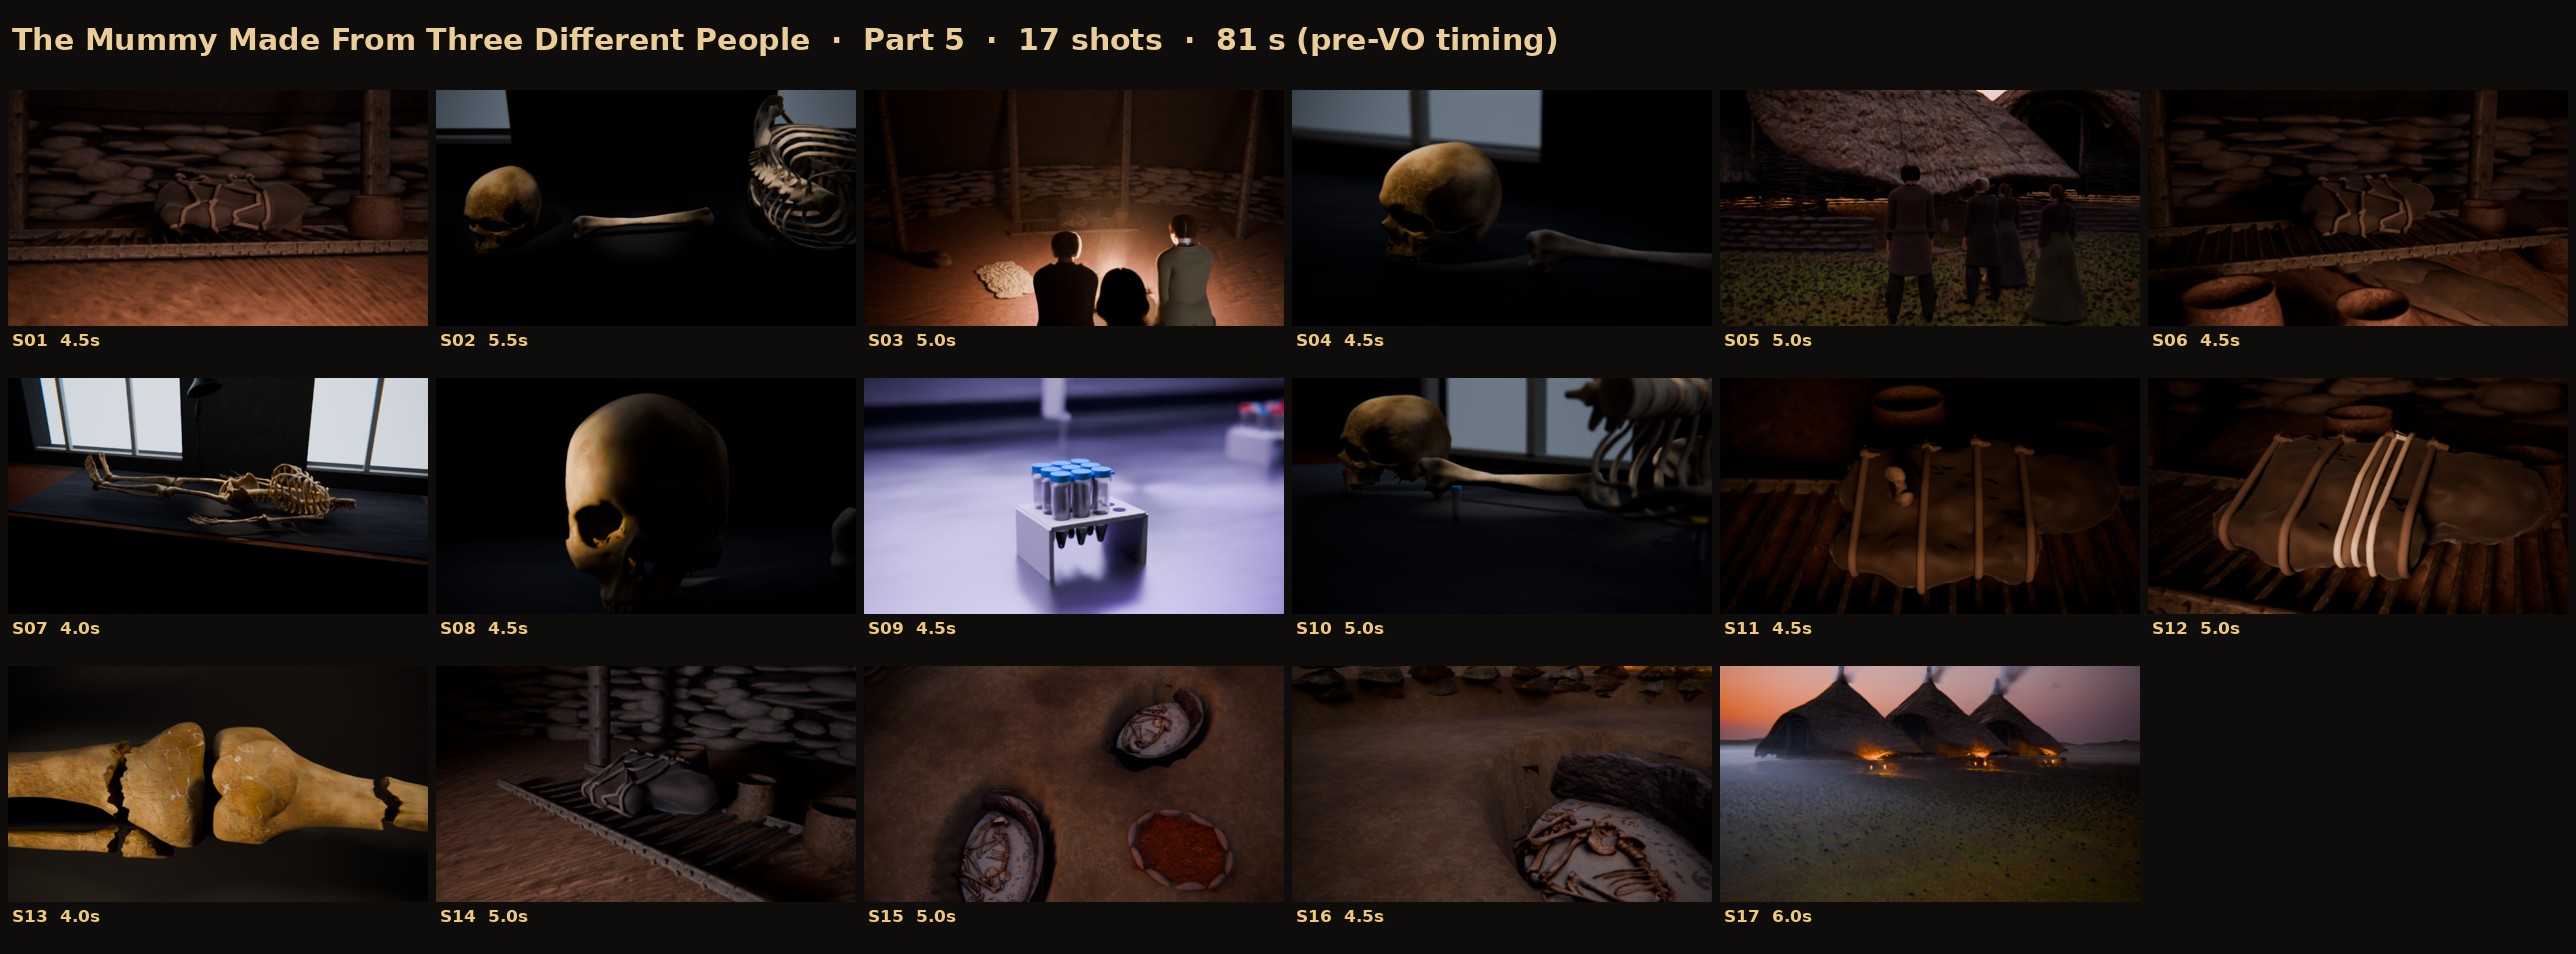 The Mummy Made From Three Different People · Part 5 · 17 shots · 81 s (pre-VO timing)
S01 4.5s
S02 5.5s
S03 5.0s
S04 4.5s
S05 5.0s
S06 4.5s
S07 4.0s
S08 4.5s
S09 4.5s
S10 5.0s
S11 4.5s
S12 5.0s
S13 4.0s
S14 5.0s
S15 5.0s
S16 4.5s
S17 6.0s